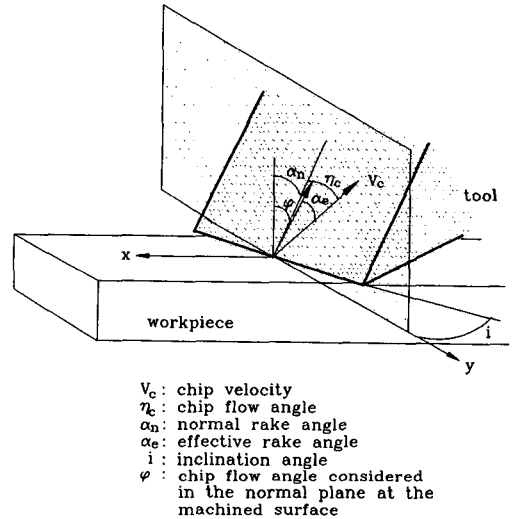 αn
ηc
Vc
φ
αe
tool
x
workpiece
i
y
Vc : chip velocity
ηc : chip flow angle
αn : normal rake angle
αe : effective rake angle
i : inclination angle
φ : chip flow angle considered
in the normal plane at the
machined surface